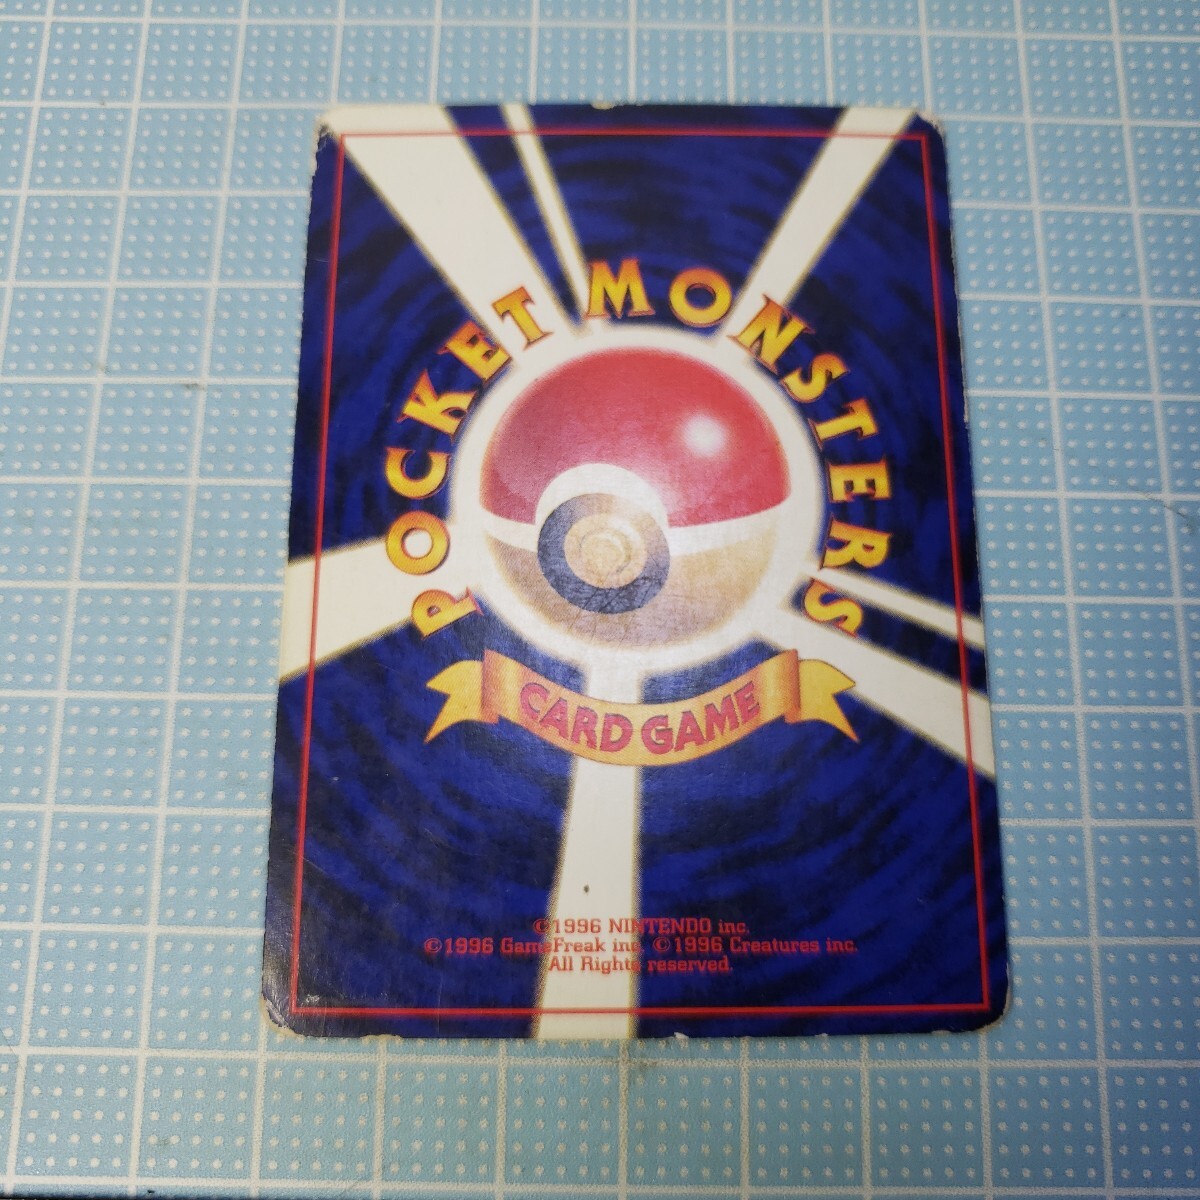 POCKET MONSTERS
CARD GAME
©1996 NINTENDO inc.
©1996 GameFreak inc. ©1996 Creatures inc.
All Rights reserved.